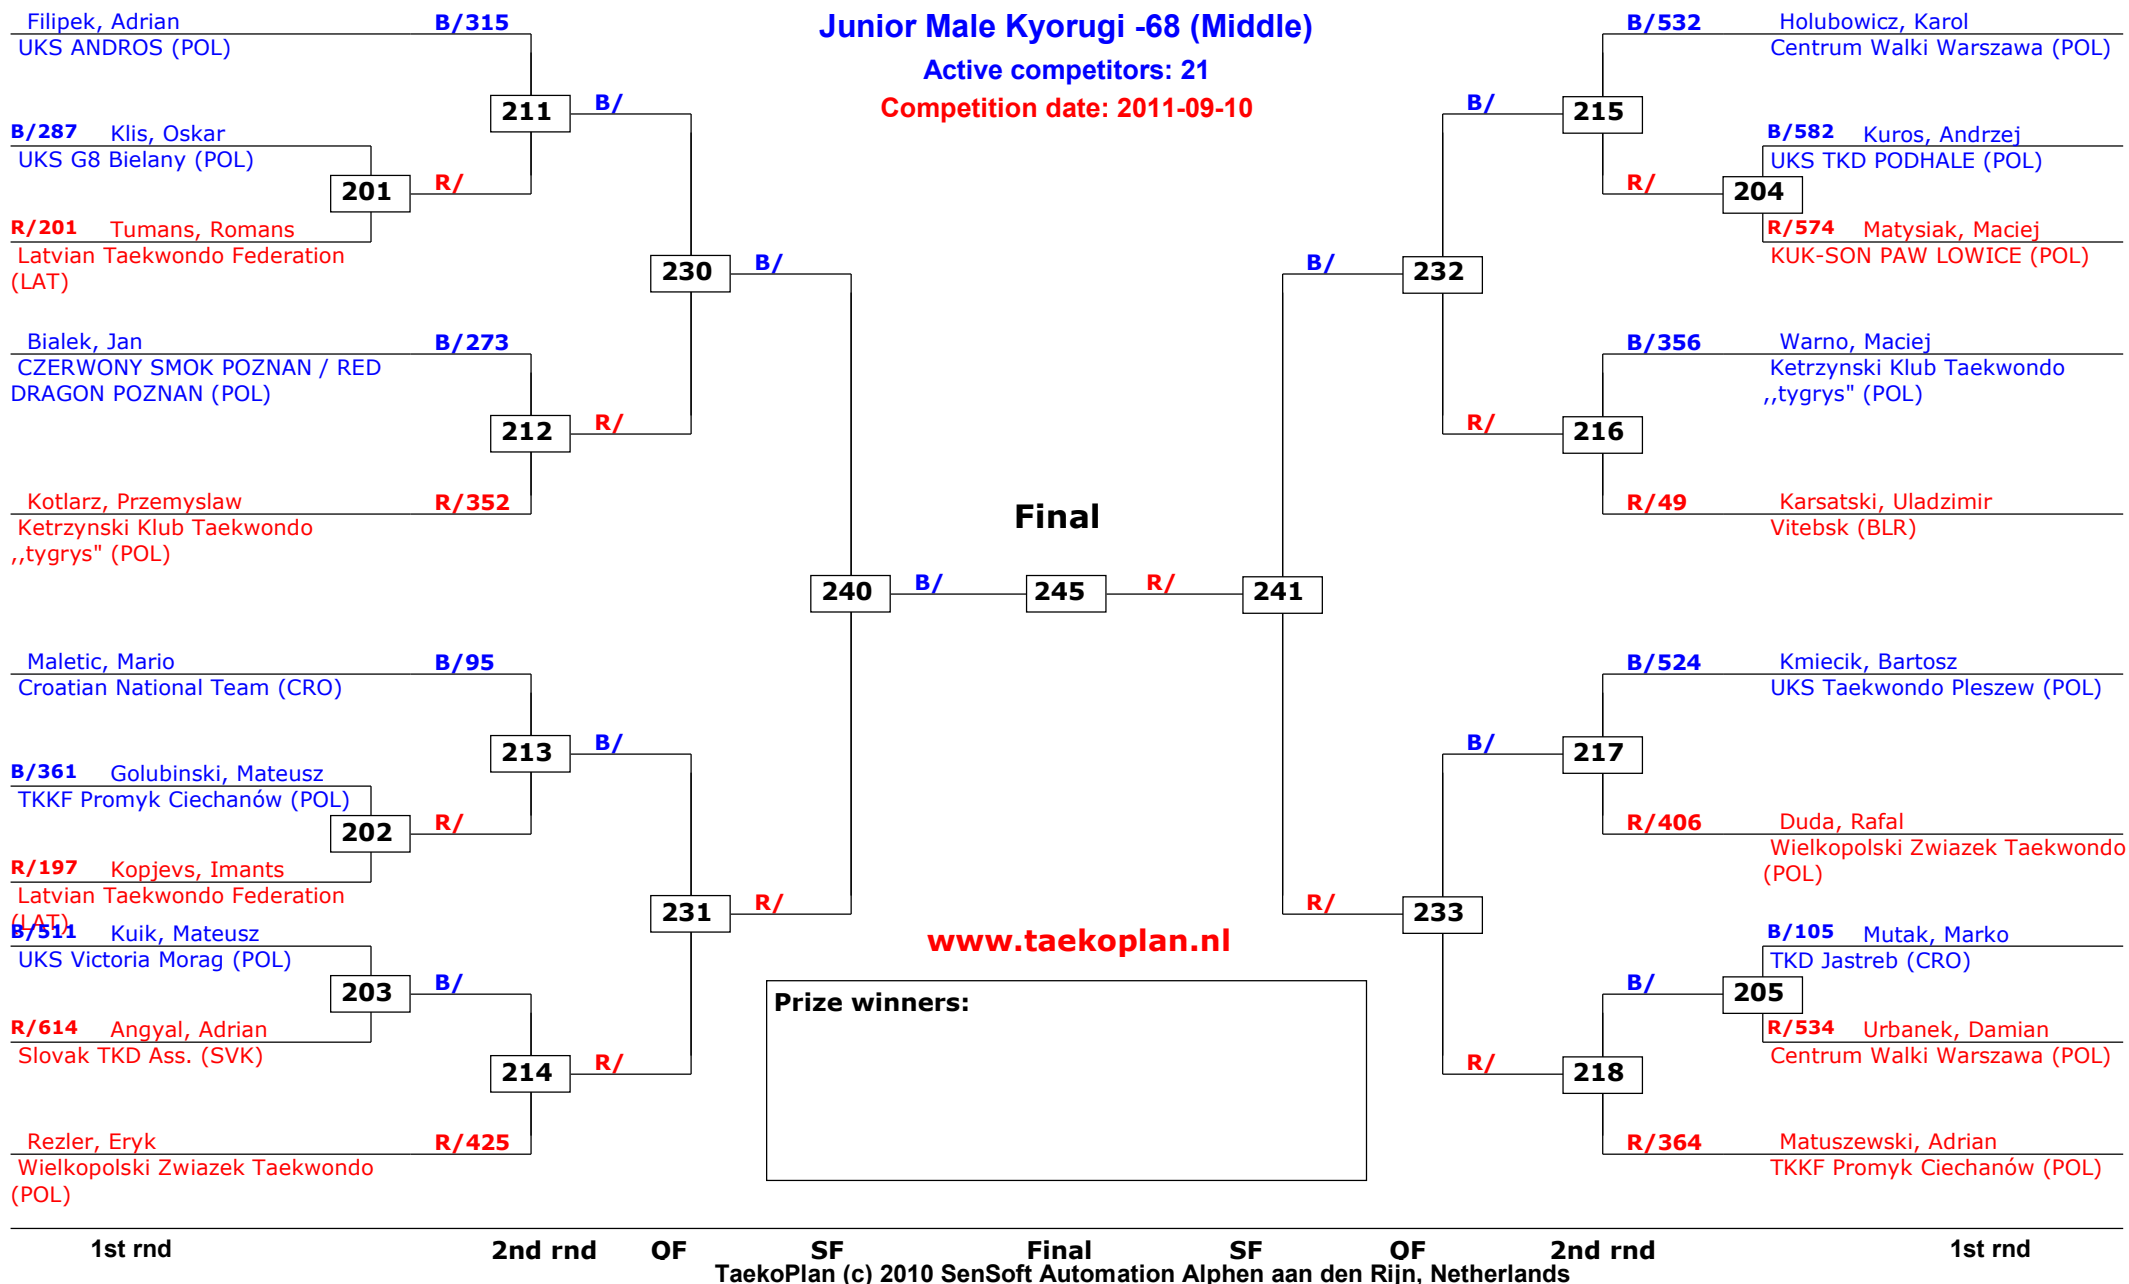 Junior Male Kyorugi -68 (Middle)
Active competitors: 21
Competition date: 2011-09-10
Filipek, Adrian B/315
UKS ANDROS (POL)
211
B/
B/287 Klis, Oskar
UKS G8 Bielany (POL)
201
R/
R/201 Tumans, Romans
Latvian Taekwondo Federation
(LAT)
230
B/
Bialek, Jan B/273
CZERWONY SMOK POZNAN / RED
DRAGON POZNAN (POL)
212
R/
Kotlarz, Przemyslaw R/352
Ketrzynski Klub Taekwondo
,,tygrys" (POL)
240
B/
Maletic, Mario B/95
Croatian National Team (CRO)
213
B/
B/361 Golubinski, Mateusz
TKKF Promyk Ciechanów (POL)
202
R/
R/197 Kopjevs, Imants
Latvian Taekwondo Federation
(LAT)
231
R/
B/511 Kuik, Mateusz
UKS Victoria Morag (POL)
203
B/
R/614 Angyal, Adrian
Slovak TKD Ass. (SVK)
214
R/
Rezler, Eryk R/425
Wielkopolski Zwiazek Taekwondo
(POL)
Final
245
R/
241
B/532 Holubowicz, Karol
Centrum Walki Warszawa (POL)
B/
215
B/582 Kuros, Andrzej
UKS TKD PODHALE (POL)
R/
204
R/574 Matysiak, Maciej
KUK-SON PAW LOWICE (POL)
B/
232
B/356 Warno, Maciej
Ketrzynski Klub Taekwondo
,,tygrys" (POL)
R/
216
R/49 Karsatski, Uladzimir
Vitebsk (BLR)
B/524 Kmiecik, Bartosz
UKS Taekwondo Pleszew (POL)
B/
217
R/406 Duda, Rafal
Wielkopolski Zwiazek Taekwondo
(POL)
R/
233
B/105 Mutak, Marko
TKD Jastreb (CRO)
B/
205
R/534 Urbanek, Damian
Centrum Walki Warszawa (POL)
R/
218
R/364 Matuszewski, Adrian
TKKF Promyk Ciechanów (POL)
www.taekoplan.nl
Prize winners:
1st rnd 2nd rnd QF SF Final SF QF 2nd rnd 1st rnd
TaekoPlan (c) 2010 SenSoft Automation Alphen aan den Rijn, Netherlands